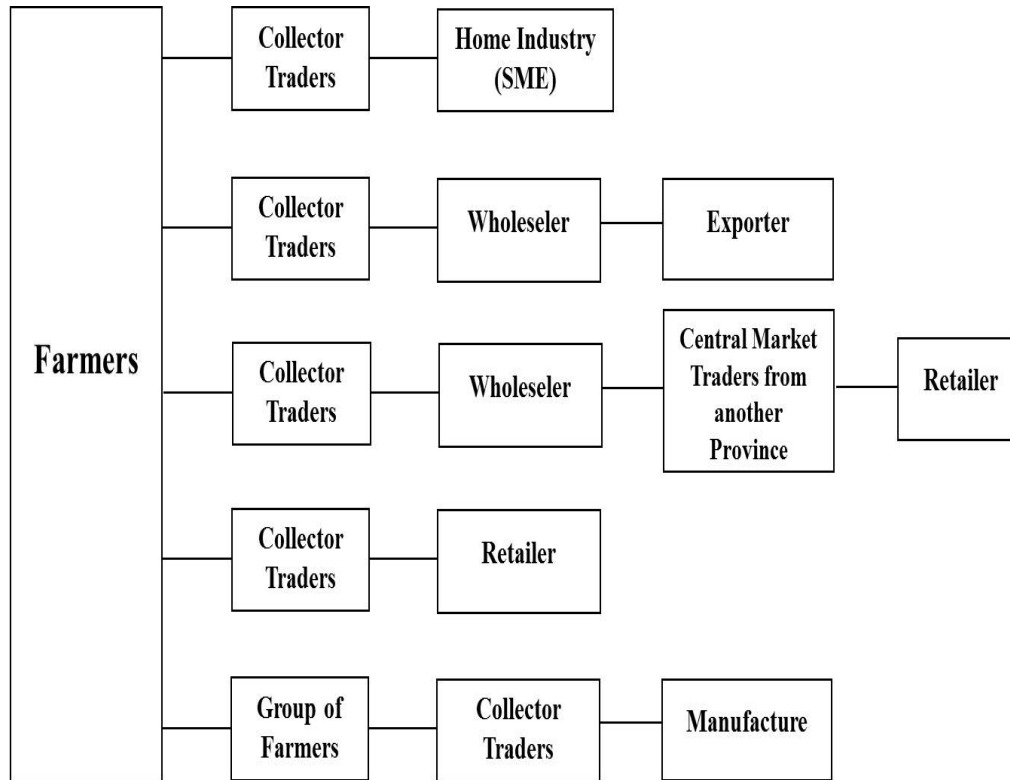 Farmers
Collector
Traders
Home Industry
(SME)
Collector
Traders
Wholeseler
Exporter
Collector
Traders
Wholeseler
Central Market
Traders from
another
Province
Retailer
Collector
Traders
Retailer
Group of
Farmers
Collector
Traders
Manufacture